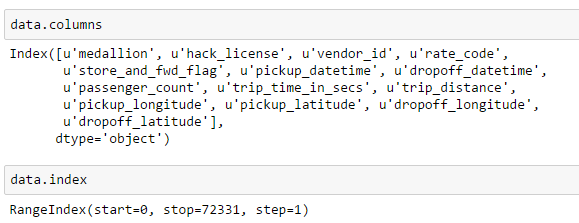 data.columns
Index([u'medallion', u'hack_license', u'vendor_id', u'rate_code',
u'store_and_fwd_flag', u'pickup_datetime', u'dropoff_datetime',
u'passenger_count', u'trip_time_in_secs', u'trip_distance',
u'pickup_longitude', u'pickup_latitude', u'dropoff_longitude',
u'dropoff_latitude'],
dtype='object')
data.index
RangeIndex(start=0, stop=72331, step=1)